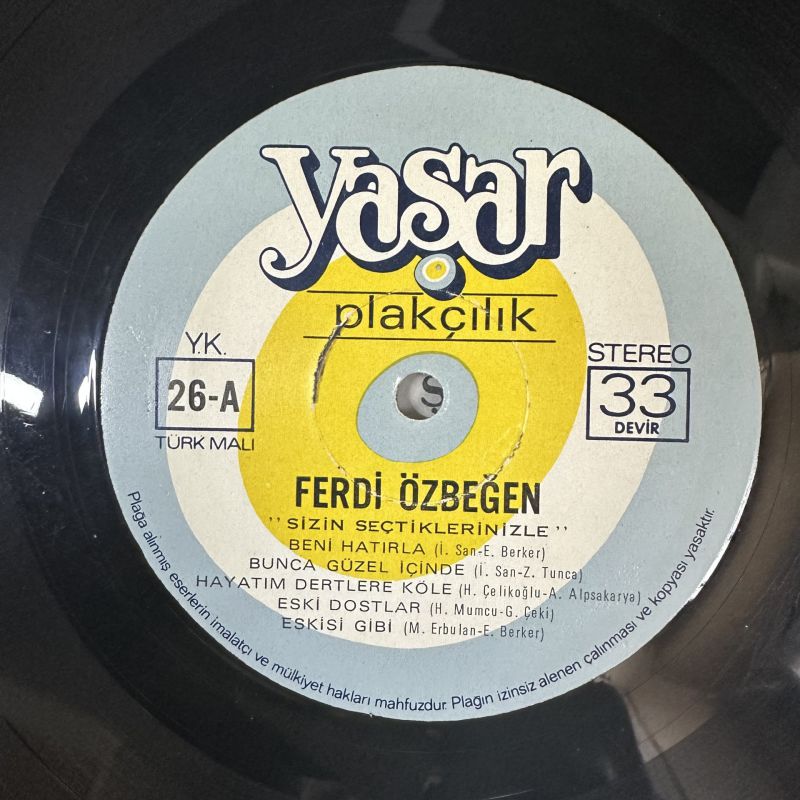 yaşar
plakçılık
Y.K.
26-A
TÜRK MALI
STEREO
33
DEVİR
Ş
FERDİ ÖZBEĞEN
"SİZİN SEÇTİKLERİNİZLE"
BENİ HATIRLA (İ. San-E. Berker)
BUNCA GÜZEL İÇİNDE (İ. San-Z. Tunca)
HAYATIM DERTLERE KÖLE (H. Çelikoğlu-A. Alpsakarya)
ESKİ DOSTLAR (H. Mumcu-G. Çeki)
ESKİSİ GİBİ (M. Erbulan-E. Berker)
Plağa alınmış eserlerin imalatçı ve mülkiyet hakları mahfuzdur. Plağın izinsiz alenen çalınması ve kopyası yasaktır.